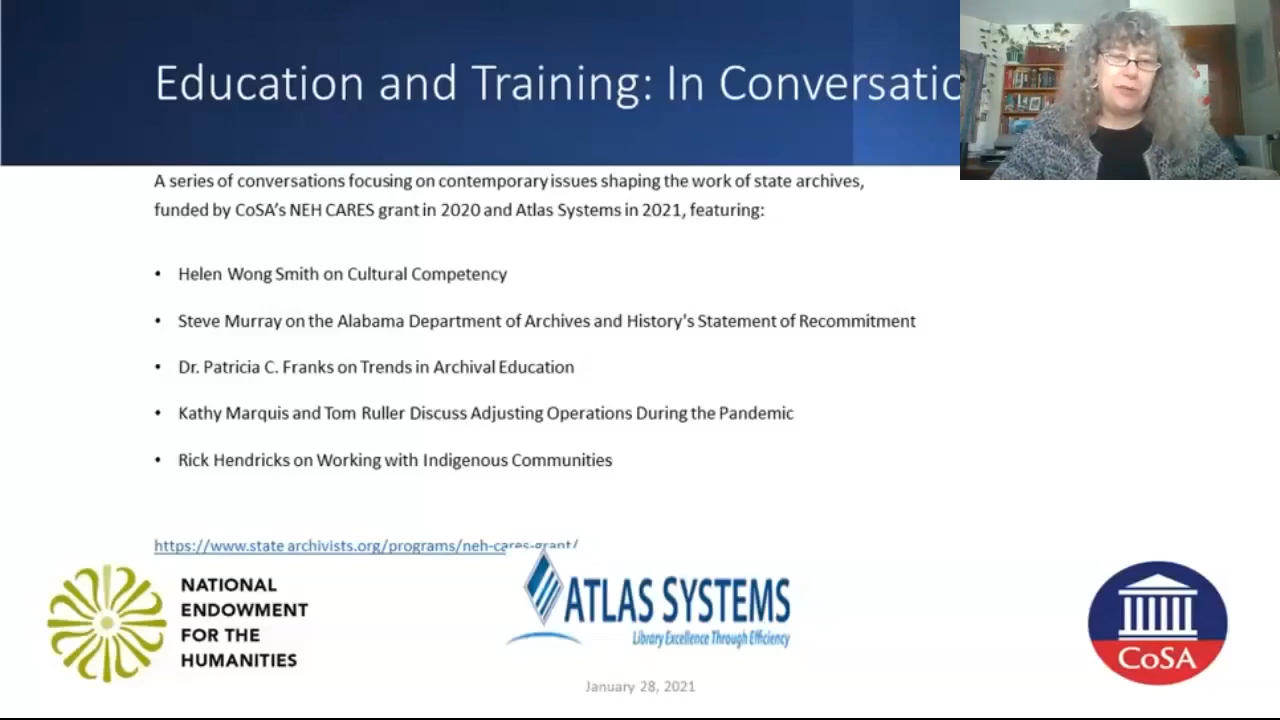 Education and Training: In Conversatio
A series of conversations focusing on contemporary issues shaping the work of state archives,
funded by CoSA's NEH CARES grant in 2020 and Atlas Systems in 2021, featuring:
• Helen Wong Smith on Cultural Competency
• Steve Murray on the Alabama Department of Archives and History's Statement of Recommitment
• Dr. Patricia C. Franks on Trends in Archival Education
• Kathy Marquis and Tom Ruller Discuss Adjusting Operations During the Pandemic
• Rick Hendricks on Working with Indigenous Communities
https://www.statearchivists.org/programs/neh-cares-grant/
NATIONAL
ENDOWMENT
FOR THE
HUMANITIES
ATLAS SYSTEMS
Library Excellence Through Efficiency
CoSA
January 28, 2021